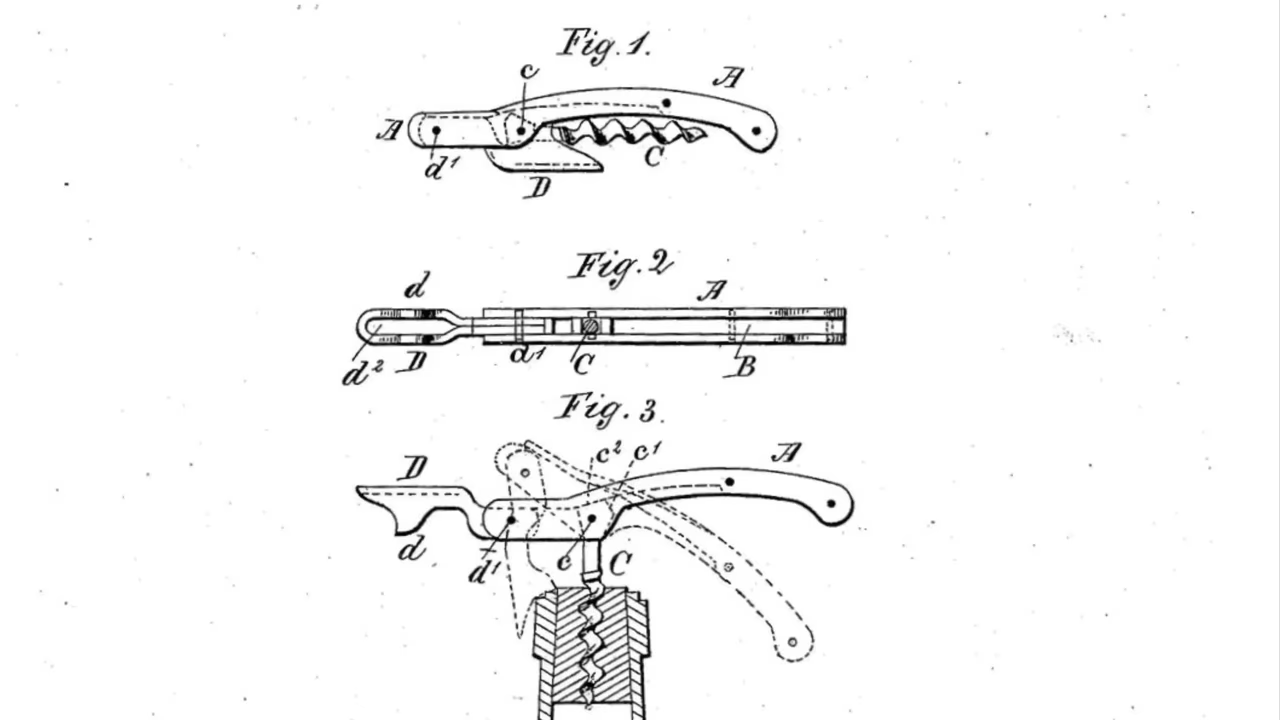 Fig. 1.
c A
A
d¹ C
D
Fig. 2
d A
d² D d¹ C B
Fig. 3.
D c² c¹ A
d d¹ c C